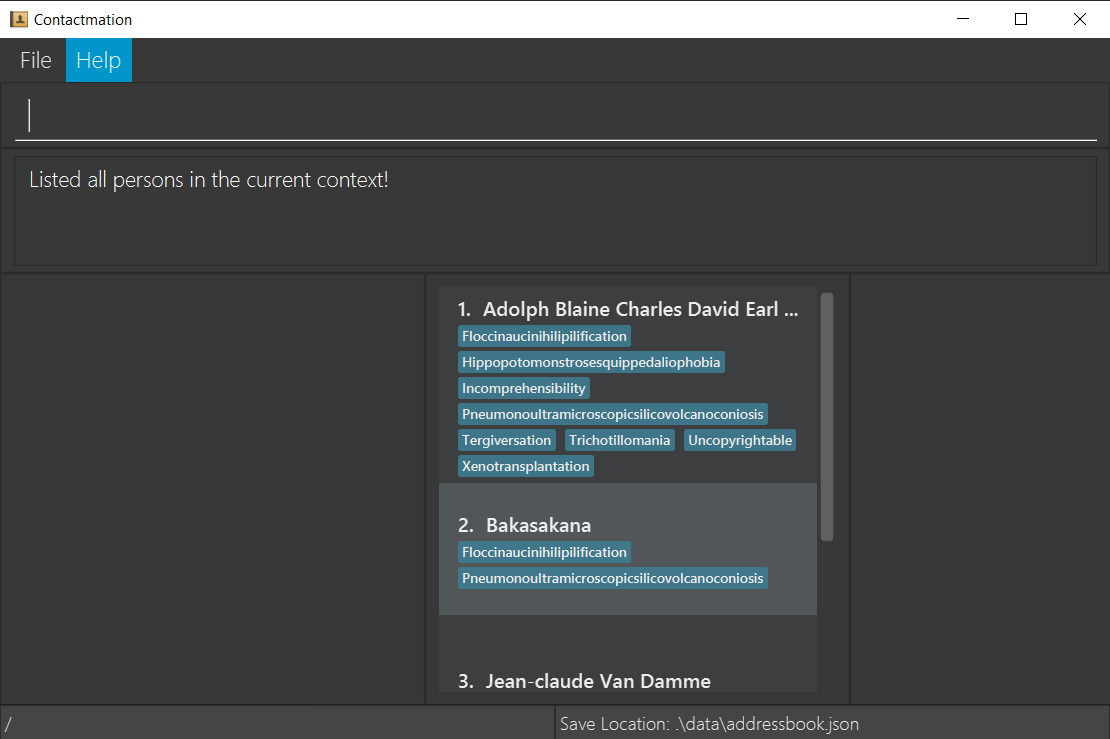 Contactmation
File Help
Listed all persons in the current context!
1. Adolph Blaine Charles David Earl ...
Floccinaucinihilipilification
Hippopotomonstrosesquippedaliophobia
Incomprehensibility
Pneumonoultramicroscopicsilicovolcanoconiosis
Tergiversation Trichotillomania Uncopyrightable
Xenotransplantation
2. Bakasakana
Floccinaucinihilipilification
Pneumonoultramicroscopicsilicovolcanoconiosis
3. Jean-claude Van Damme
/ Save Location: .\data\addressbook.json